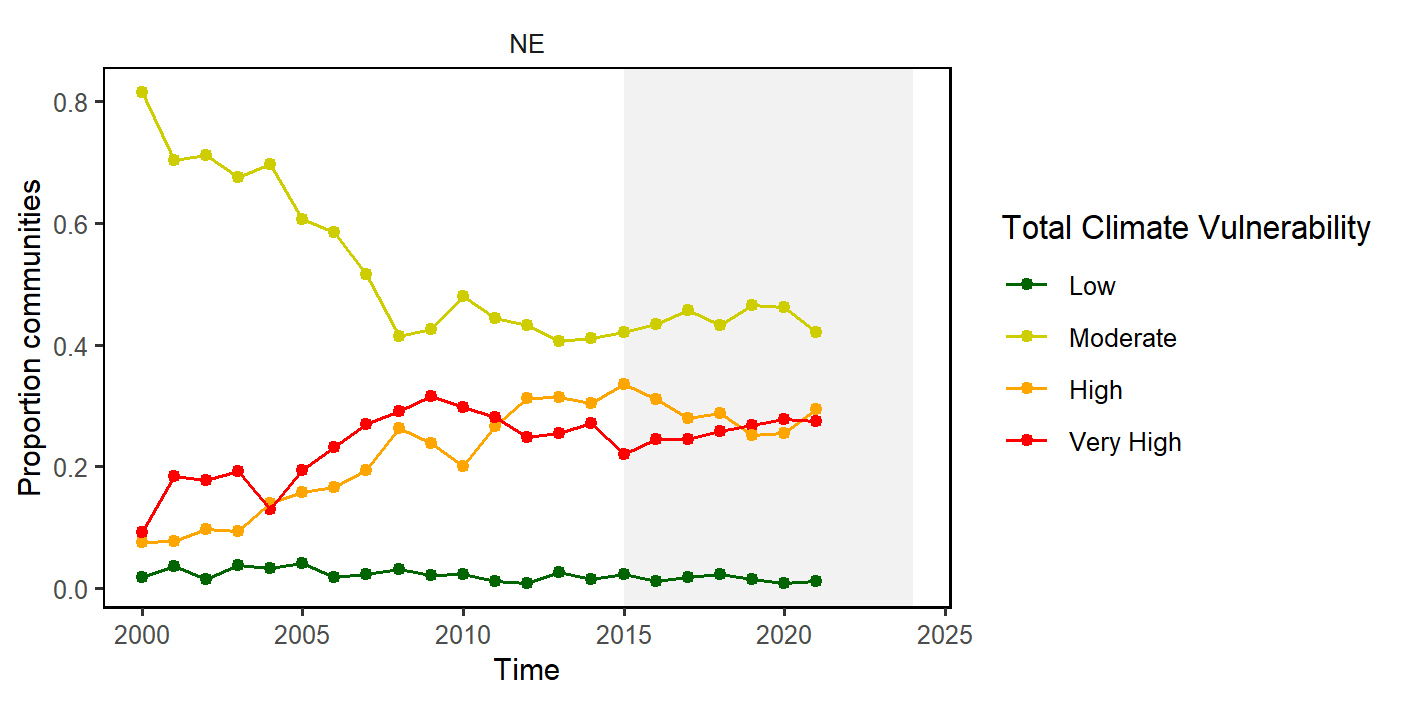 NE
0.8
0.6
0.4
0.2
0.0
Proportion communities
2000 2005 2010 2015 2020 2025
Time
Total Climate Vulnerability
Low
Moderate
High
Very High